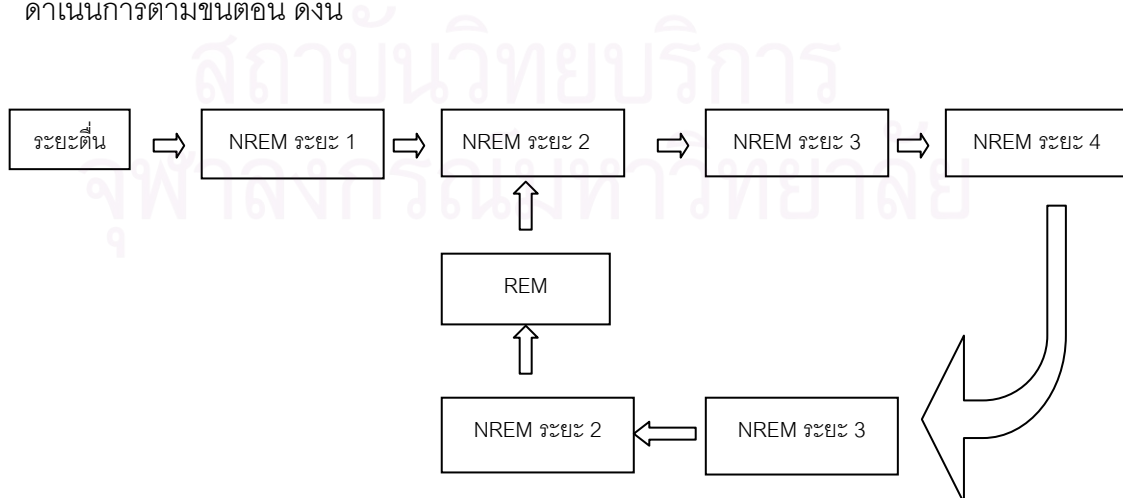 ดำเนินการตามขั้นตอน ดังนี้
สถาบันวิทยบริการ
ระยะตื่น
NREM ระยะ 1
NREM ระยะ 2
NREM ระยะ 3
NREM ระยะ 4
จุฬาลงกรณ์มหาวิทยาลัย
REM
NREM ระยะ 2
NREM ระยะ 3